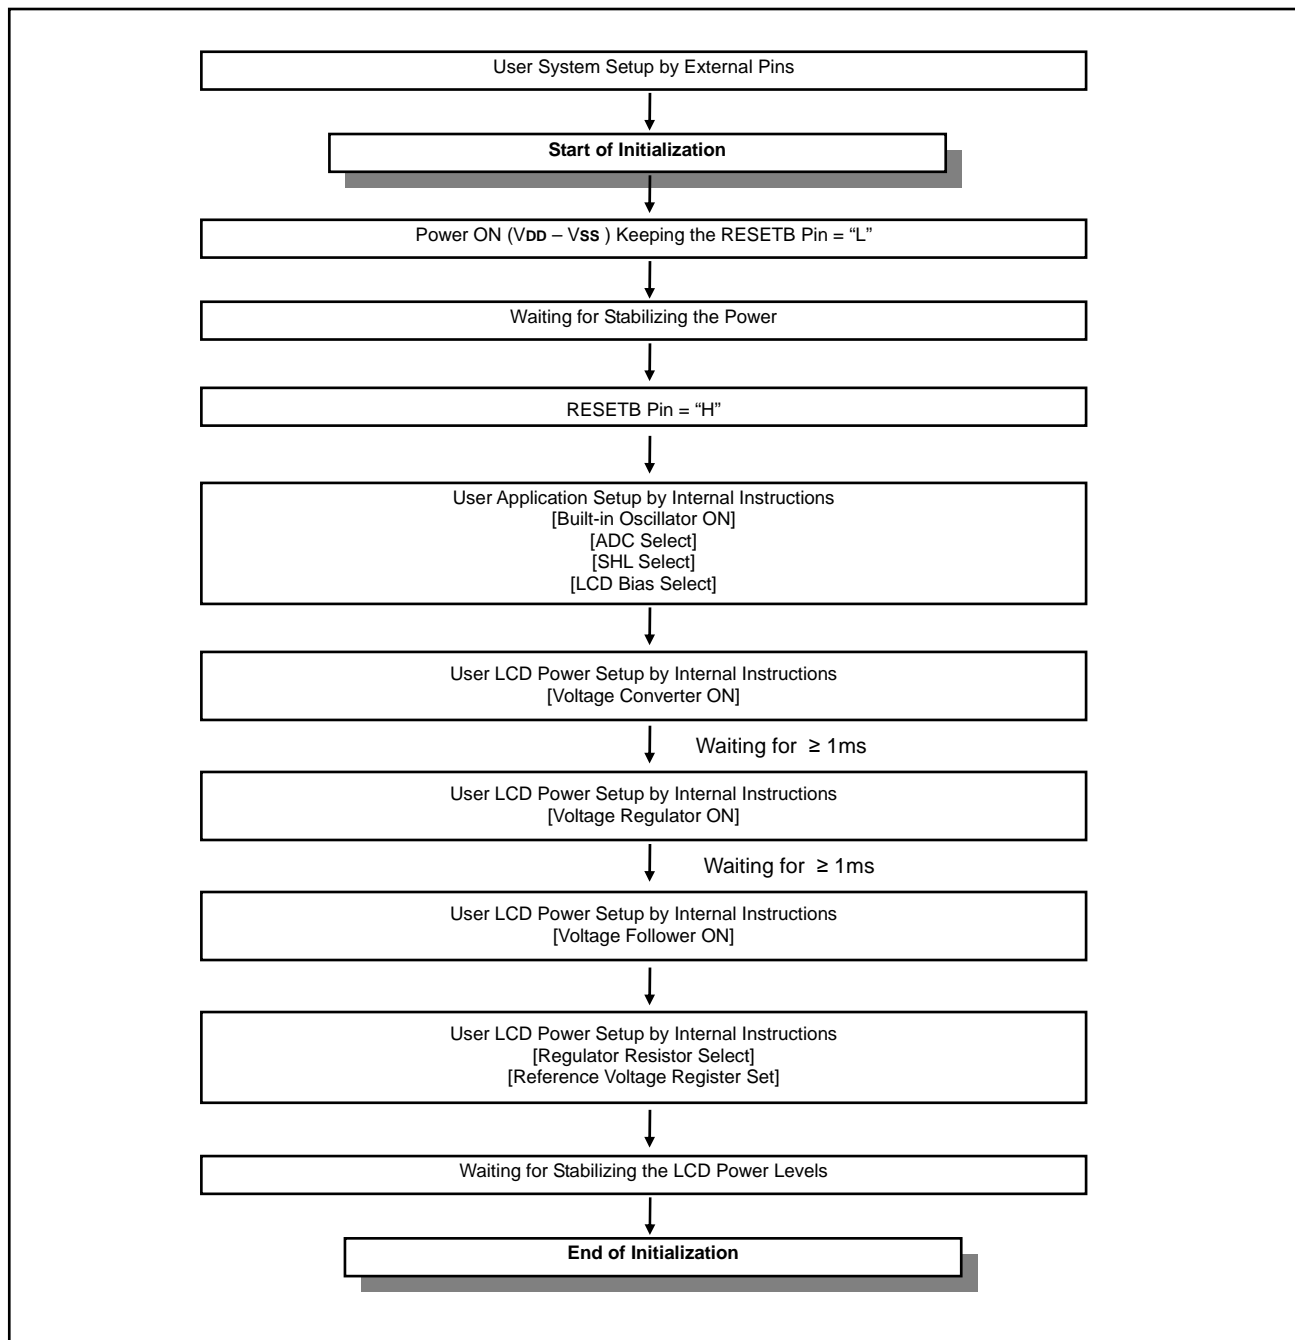 User System Setup by External Pins
Start of Initialization
Power ON (VDD – VSS ) Keeping the RESETB Pin = “L”
Waiting for Stabilizing the Power
RESETB Pin = “H”
User Application Setup by Internal Instructions
[Built-in Oscillator ON]
[ADC Select]
[SHL Select]
[LCD Bias Select]
User LCD Power Setup by Internal Instructions
[Voltage Converter ON]
Waiting for ≥ 1ms
User LCD Power Setup by Internal Instructions
[Voltage Regulator ON]
Waiting for ≥ 1ms
User LCD Power Setup by Internal Instructions
[Voltage Follower ON]
User LCD Power Setup by Internal Instructions
[Regulator Resistor Select]
[Reference Voltage Register Set]
Waiting for Stabilizing the LCD Power Levels
End of Initialization